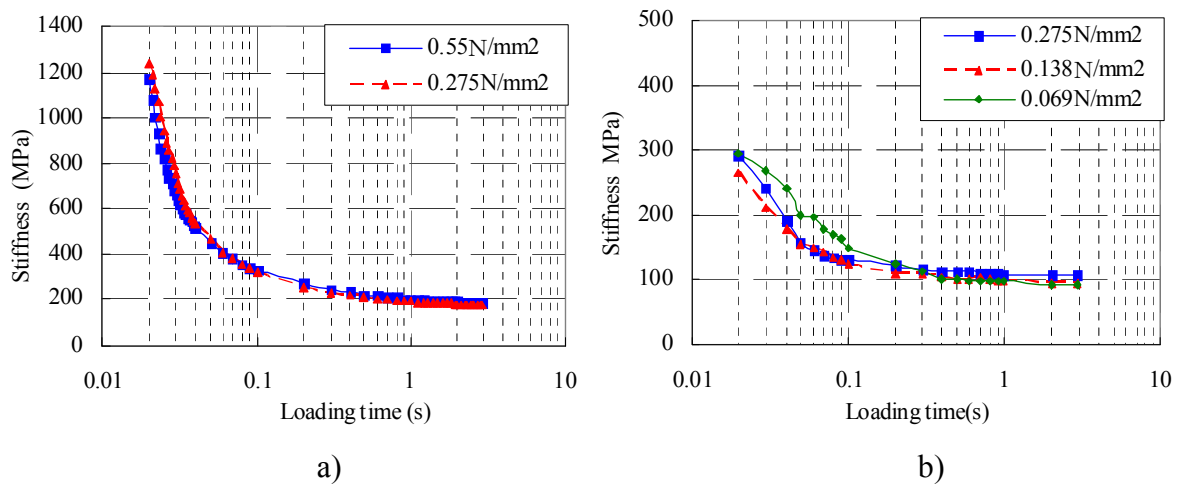 1400
1200
1000
800
600
400
200
0
Stiffness (MPa)
0.55N/mm2
0.275N/mm2
0.01
0.1
1
10
Loading time (s)
a)
500
400
300
200
100
0
Stiffness MPa)
0.275N/mm2
0.138N/mm2
0.069N/mm2
0.01
0.1
1
10
Loading time(s)
b)